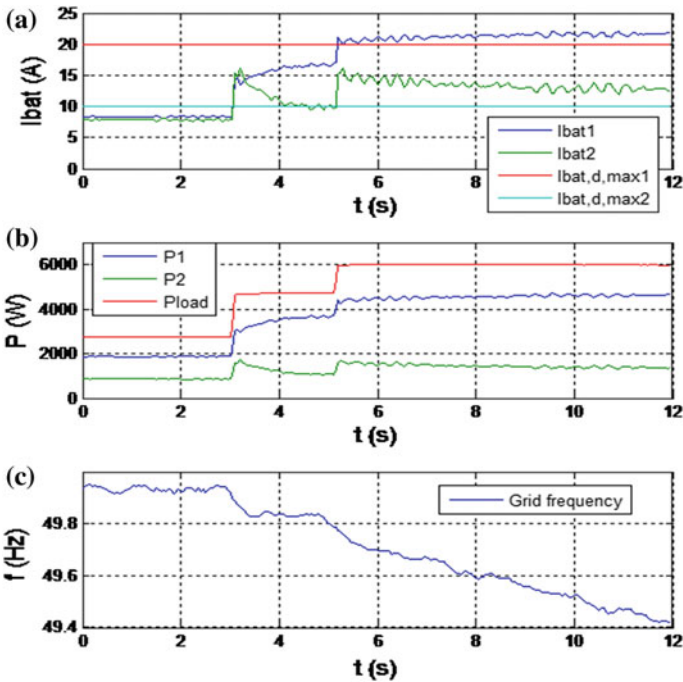 (a)
Ibat (A)
25
20
15
10
5
0
Ibat1
Ibat2
Ibat,d,max1
Ibat,d,max2
0 2 4 6 8 10 12
t (s)
(b)
P (W)
6000
4000
2000
0
P1
P2
Pload
0 2 4 6 8 10 12
t (s)
(c)
f (Hz)
49.8
49.6
49.4
Grid frequency
0 2 4 6 8 10 12
t (s)